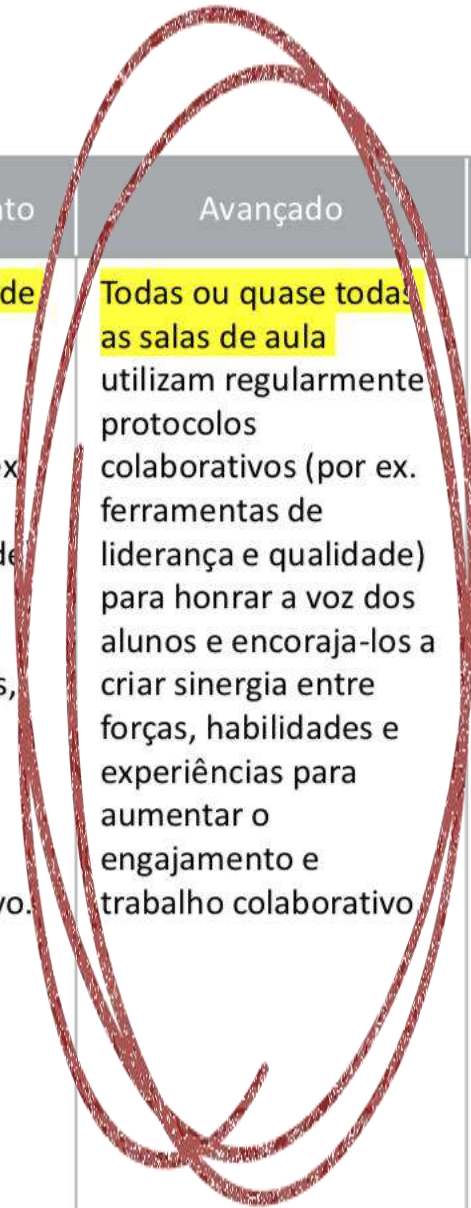 nto
Avançado
de
Todas ou quase todas
as salas de aula
utilizam regularmente
protocolos
ex
colaborativos (por ex.
ferramentas de
de
liderança e qualidade)
para honrar a voz dos
alunos e encoraja-los a
s,
criar sinergia entre
forças, habilidades e
experiências para
aumentar o
engajamento e
vo.
trabalho colaborativo